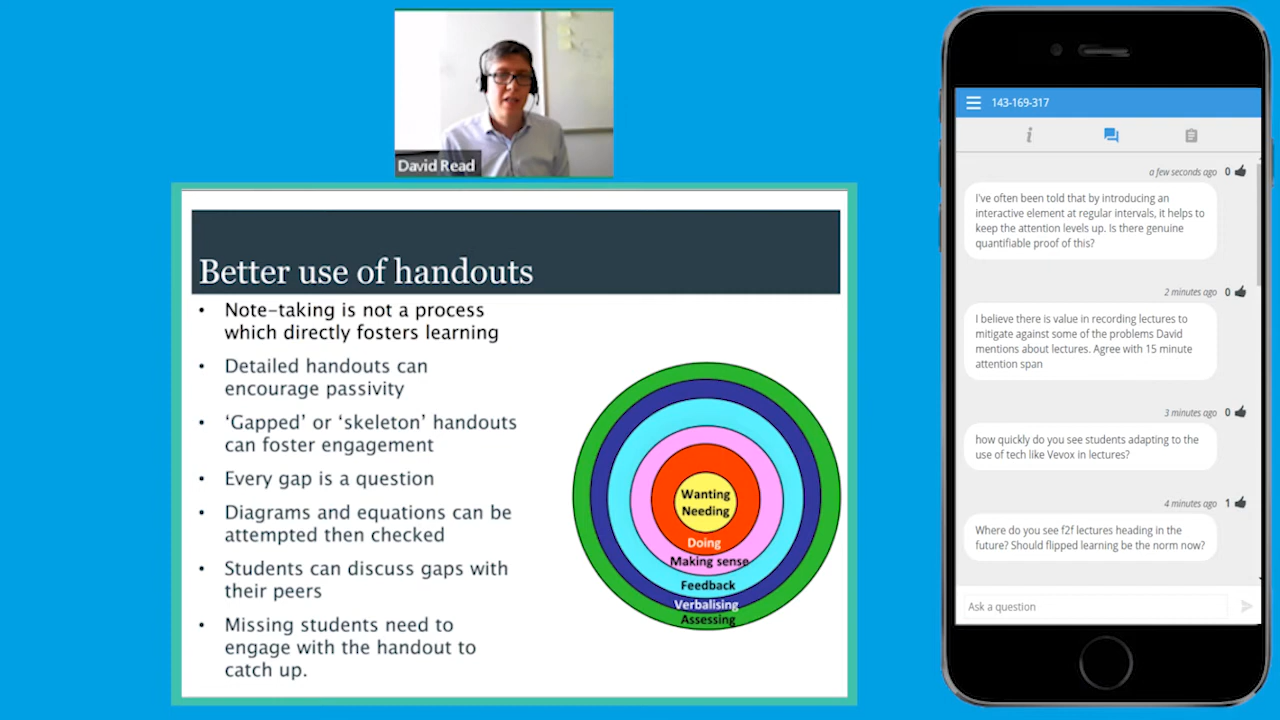 David Read
Better use of handouts
• Note-taking is not a process
which directly fosters learning
• Detailed handouts can
encourage passivity
• ‘Gapped’ or ‘skeleton’ handouts
can foster engagement
• Every gap is a question
• Diagrams and equations can be
attempted then checked
• Students can discuss gaps with
their peers
• Missing students need to
engage with the handout to
catch up.
Wanting
Needing
Doing
Making sense
Feedback
Verbalising
Assessing
143-169-317
a few seconds ago 0
I've often been told that by introducing an
interactive element at regular intervals, it helps to
keep the attention levels up. Is there genuine
quantifiable proof of this?
2 minutes ago 0
I believe there is value in recording lectures to
mitigate against some of the problems David
mentions about lectures. Agree with 15 minute
attention span
3 minutes ago 0
how quickly do you see students adapting to the
use of tech like Vevox in lectures?
4 minutes ago 1
Where do you see f2f lectures heading in the
future? Should flipped learning be the norm now?
Ask a question